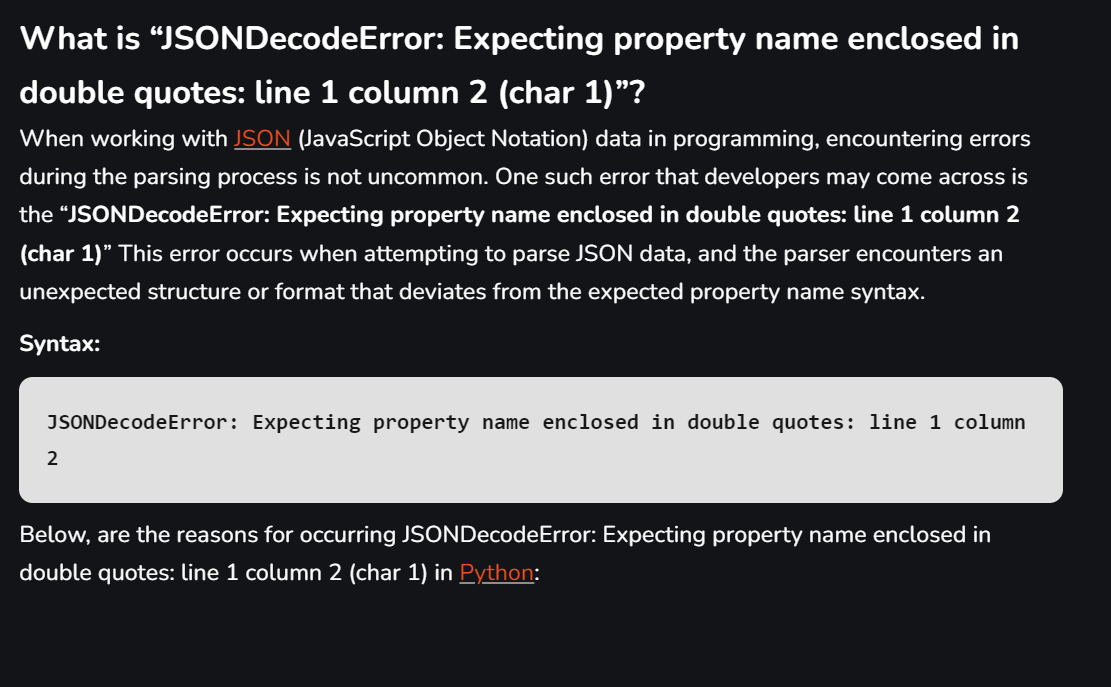 What is “JSONDecodeError: Expecting property name enclosed in
double quotes: line 1 column 2 (char 1)”?
When working with JSON (JavaScript Object Notation) data in programming, encountering errors
during the parsing process is not uncommon. One such error that developers may come across is
the “JSONDecodeError: Expecting property name enclosed in double quotes: line 1 column 2
(char 1)” This error occurs when attempting to parse JSON data, and the parser encounters an
unexpected structure or format that deviates from the expected property name syntax.
Syntax:
JSONDecodeError: Expecting property name enclosed in double quotes: line 1 column
2
Below, are the reasons for occurring JSONDecodeError: Expecting property name enclosed in
double quotes: line 1 column 2 (char 1) in Python: